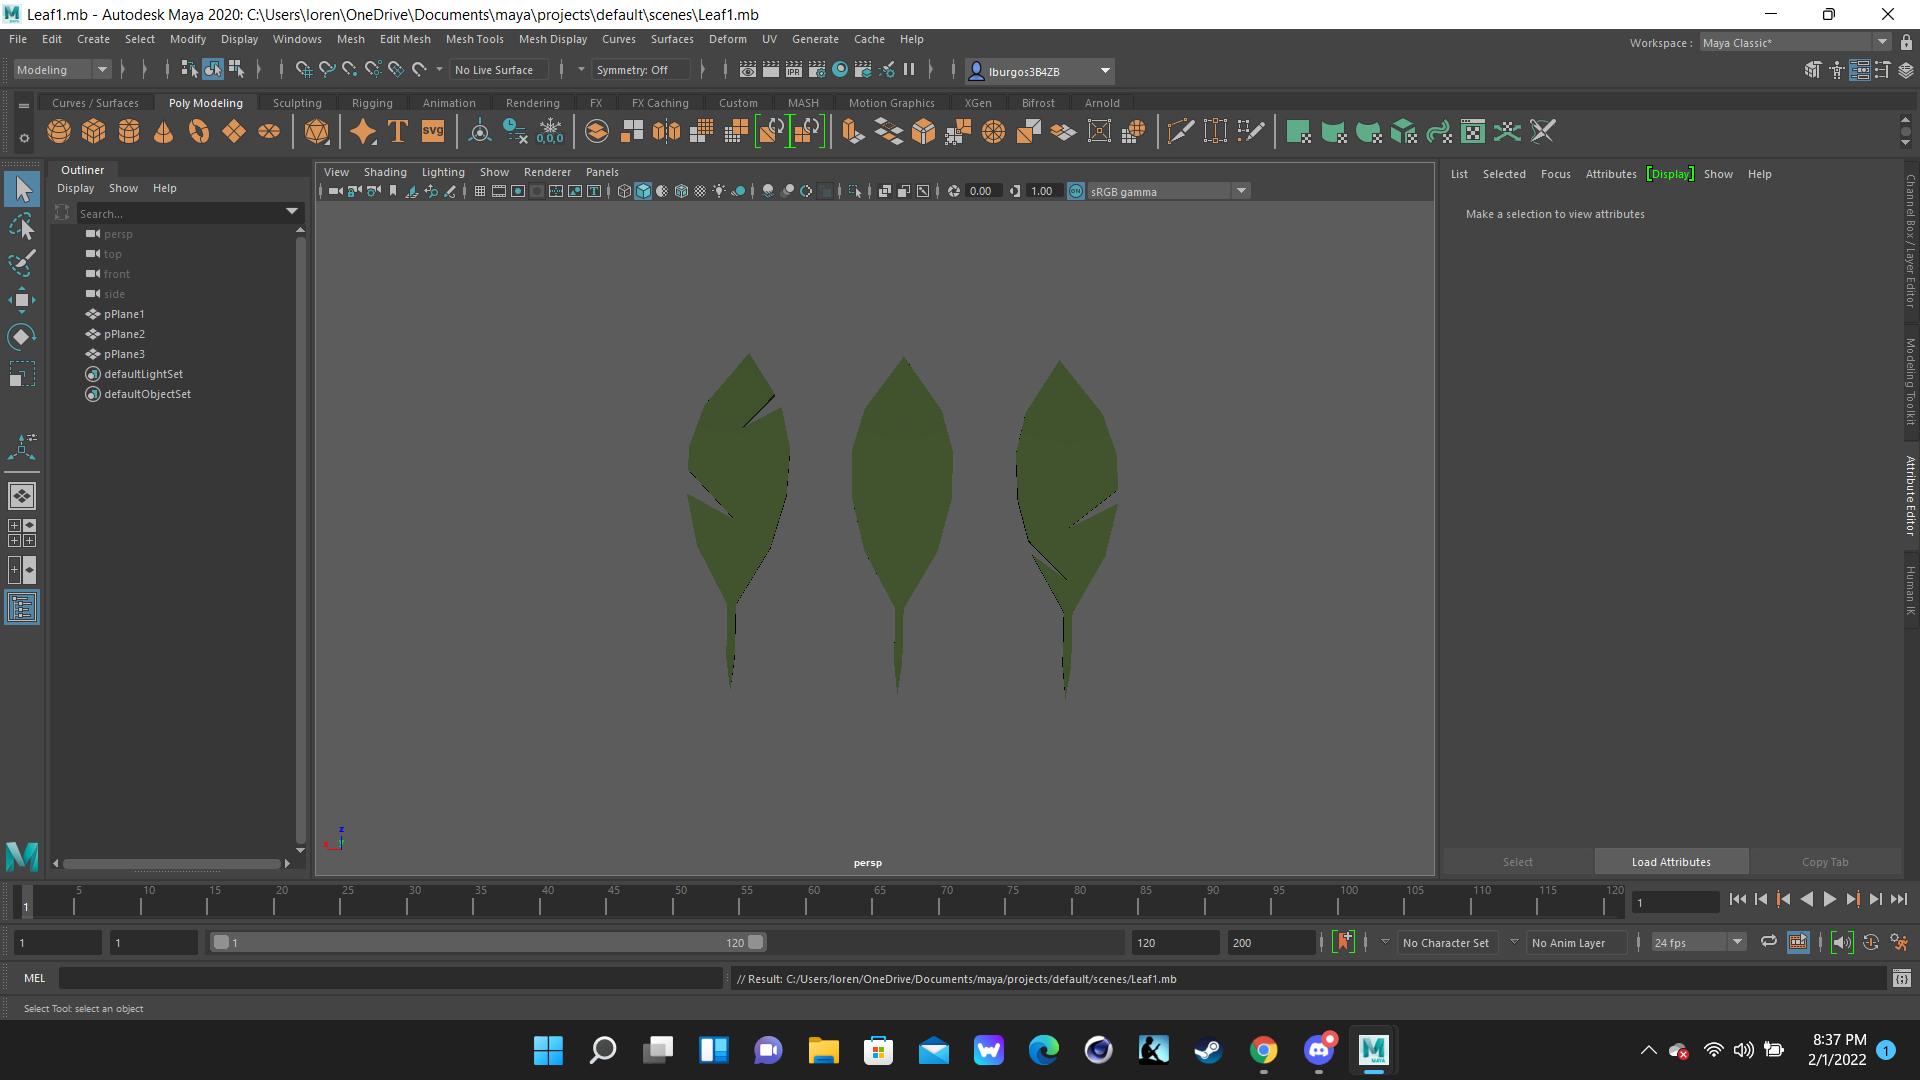 Leaf1.mb - Autodesk Maya 2020: C:\Users\loren\OneDrive\Documents\maya\projects\default\scenes\Leaf1.mb
File Edit Create Select Modify Display Windows Mesh Edit Mesh Mesh Tools Mesh Display Curves Surfaces Deform UV Generate Cache Help
Workspace : Maya Classic*
Modeling No Live Surface Symmetry: Off lburgos3B4ZB
Curves / Surfaces Poly Modeling Sculpting Rigging Animation Rendering FX FX Caching Custom MASH Motion Graphics XGen Bifrost Arnold
T SVG 0,0,0
Outliner
Display Show Help
Search...
persp
top
front
side
pPlane1
pPlane2
pPlane3
defaultLightSet
defaultObjectSet
View Shading Lighting Show Renderer Panels
0.00 1.00 ON sRGB gamma
z
x
y
persp
List Selected Focus Attributes Display Show Help
Make a selection to view attributes
Select Load Attributes Copy Tab
Channel Box / Layer Editor
Modeling Toolkit
Attribute Editor
Human IK
1 5 10 15 20 25 30 35 40 45 50 55 60 65 70 75 80 85 90 95 100 105 110 115 120
1
1 1 1 120 120 200 No Character Set No Anim Layer 24 fps
MEL // Result: C:/Users/loren/OneDrive/Documents/maya/projects/default/scenes/Leaf1.mb
Select Tool: select an object
8:37 PM
2/1/2022
1